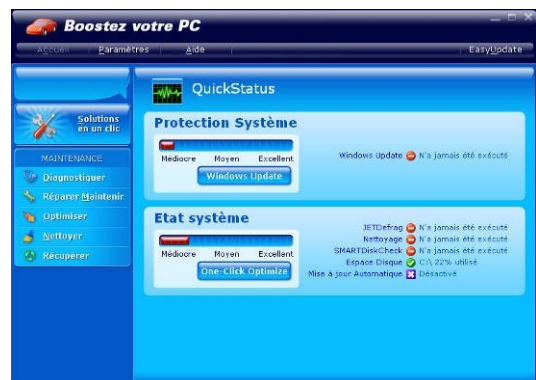 Boostez votre PC
Accueil Paramètres Aide EasyUpdate
QuickStatus
Solutions
en un clic
MAINTENANCE
Diagnostiquer
Réparer Maintenir
Optimiser
Nettoyer
Récupérer
Protection Système
Médiocre Moyen Excellent
Windows Update
Windows Update N'a jamais été exécuté
Etat système
Médiocre Moyen Excellent
One-Click Optimize
JETDefrag N'a jamais été exécuté
Nettoyage N'a jamais été exécuté
SMARTDiskCheck N'a jamais été exécuté
Espace Disque C:\ 22% utilisé
Mise à jour Automatique Désactivé